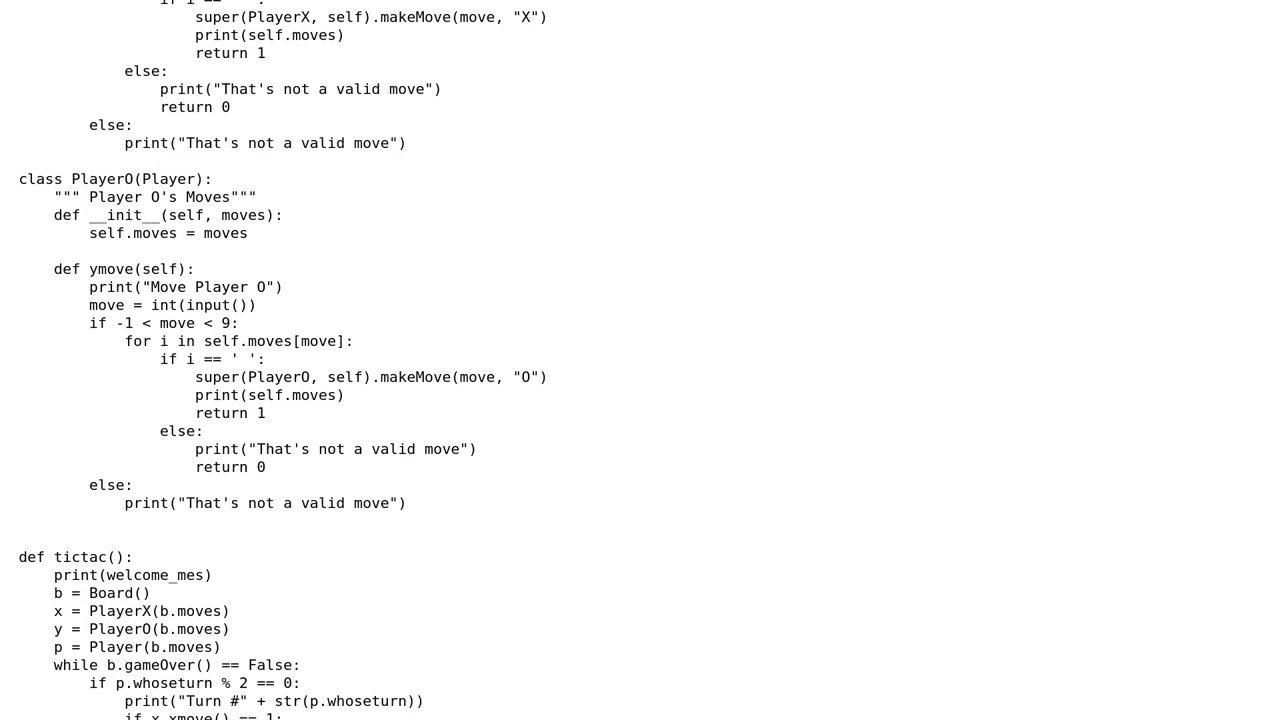 if i == ' ':
super(PlayerX, self).makeMove(move, "X")
print(self.moves)
return 1
else:
print("That's not a valid move")
return 0
else:
print("That's not a valid move")
class PlayerO(Player):
""" Player O's Moves"""
def __init__(self, moves):
self.moves = moves
def ymove(self):
print("Move Player O")
move = int(input())
if -1 < move < 9:
for i in self.moves[move]:
if i == ' ':
super(PlayerO, self).makeMove(move, "O")
print(self.moves)
return 1
else:
print("That's not a valid move")
return 0
else:
print("That's not a valid move")
def tictac():
print(welcome_mes)
b = Board()
x = PlayerX(b.moves)
y = PlayerO(b.moves)
p = Player(b.moves)
while b.gameOver() == False:
if p.whoseturn % 2 == 0:
print("Turn #" + str(p.whoseturn))
if x.xmove() == 1: